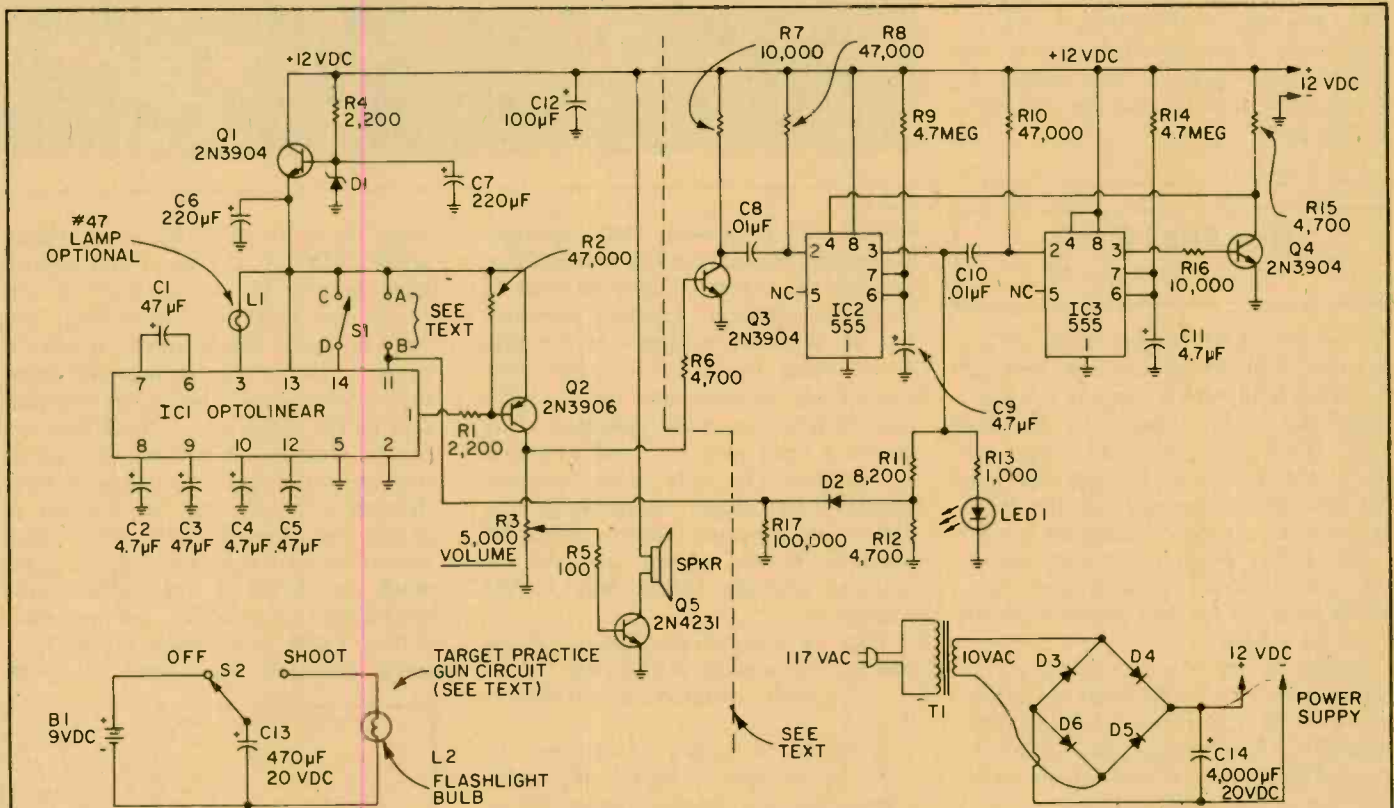 R7
10,000
R8
47,000
+12 VDC
+12 VDC
+
12 VDC
-
R4
2,200
C12
100µF
+
R9
4.7MEG
R10
47,000
R14
4.7MEG
Q1
2N3904
D1
+
C7
220µF
C6
220µF
+
R15
4,700
#47
LAMP
OPTIONAL
R2
47,000
C8
.01µF
4
8
2
3
7
6
NC
5
IC2
555
1
C10
.01µF
4
8
2
3
7
6
NC
5
IC3
555
1
R16
10,000
Q4
2N3904
C1
47µF
+
L1
C
S1
D
A
B
SEE
TEXT
Q3
2N3904
+
C11
4.7µF
+
7
6
3
13
14
11
IC1 OPTOLINEAR
1
8
9
10
12
5
2
R1
2,200
Q2
2N3906
R6
4,700
C9
4.7µF
+
+
+
+
C2
4.7µF
C3
47µF
C4
4.7µF
C5
.47µF
R11
8,200
R13
1,000
D2
LED1
R17
100,000
R12
4,700
R3
5,000
VOLUME
R5
100
SPKR
Q5
2N4231
OFF
S2
SHOOT
TARGET PRACTICE
GUN CIRCUIT
(SEE TEXT)
B1
9VDC
+
-
+
C13
470µF
20 VDC
L2
FLASHLIGHT
BULB
SEE
TEXT
117 VAC
T1
10VAC
D3
D4
D6
D5
12 VDC
+
-
POWER
SUPPY
+
C14
4,000µF
20VDC